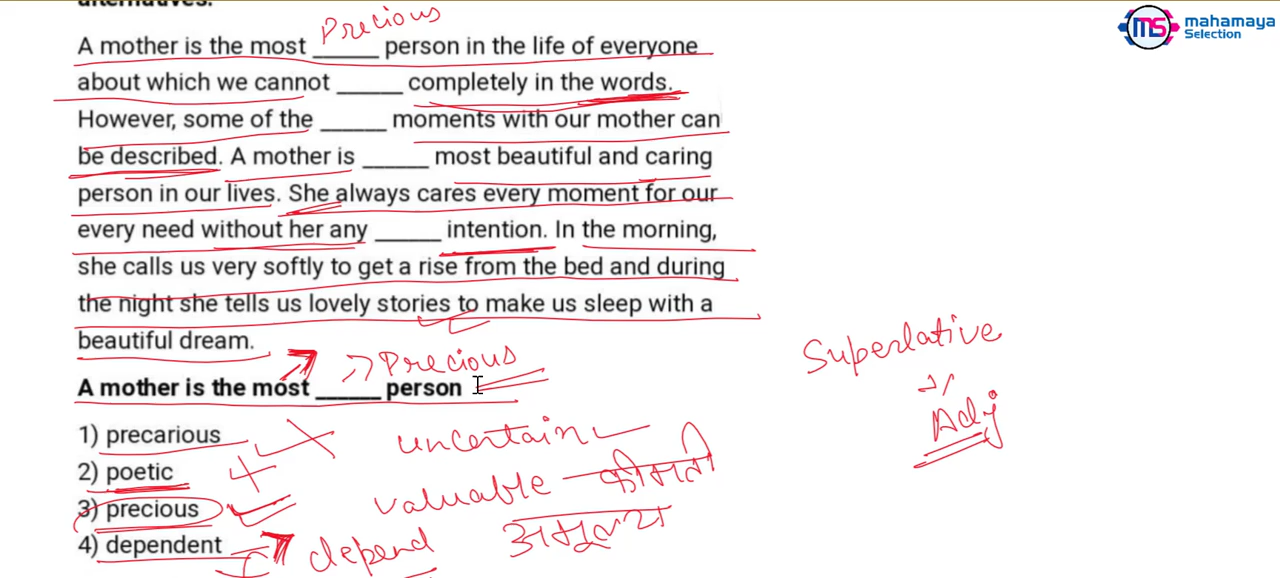 alternatives:
mahamaya
Selection
Precious
A mother is the most ______ person in the life of everyone
about which we cannot ______ completely in the words.
However, some of the ______ moments with our mother can
be described. A mother is ______ most beautiful and caring
person in our lives. She always cares every moment for our
every need without her any ______ intention. In the morning,
she calls us very softly to get a rise from the bed and during
the night she tells us lovely stories to make us sleep with a
beautiful dream.
Precious
A mother is the most ______ person
Superlative
Adj
1) precarious
uncertain
2) poetic
3) precious
valuable - कीमती
अमूल्य
4) dependent
depend